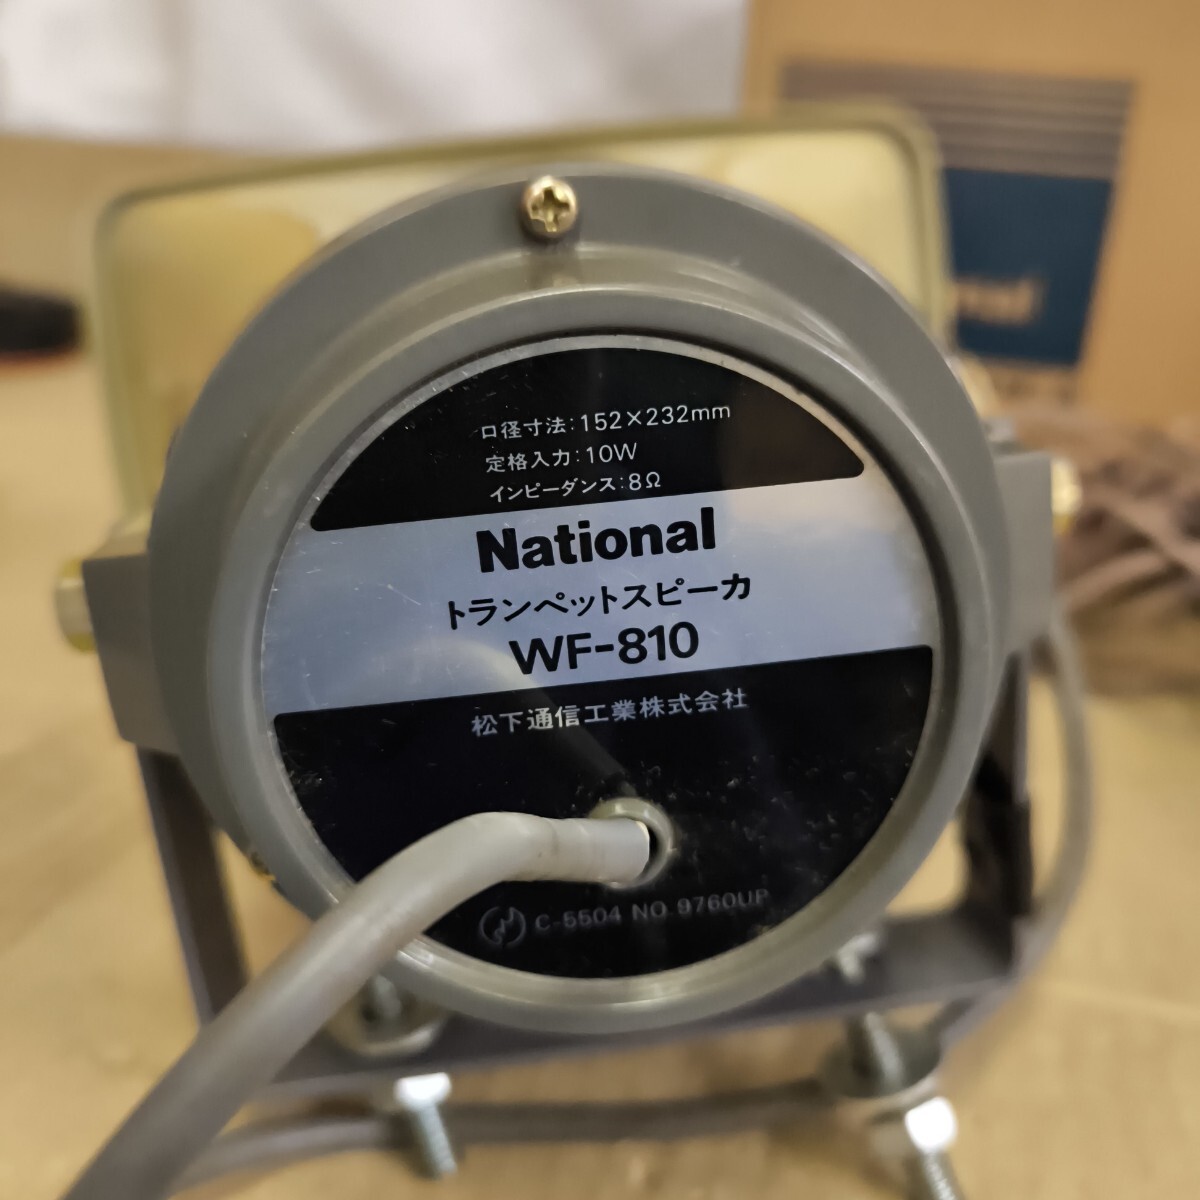 口径寸法:152×232mm
定格入力:10W
インピーダンス:8Ω
National
トランペットスピーカ
WF-810
松下通信工業株式会社
C-5504 NO 9760UP